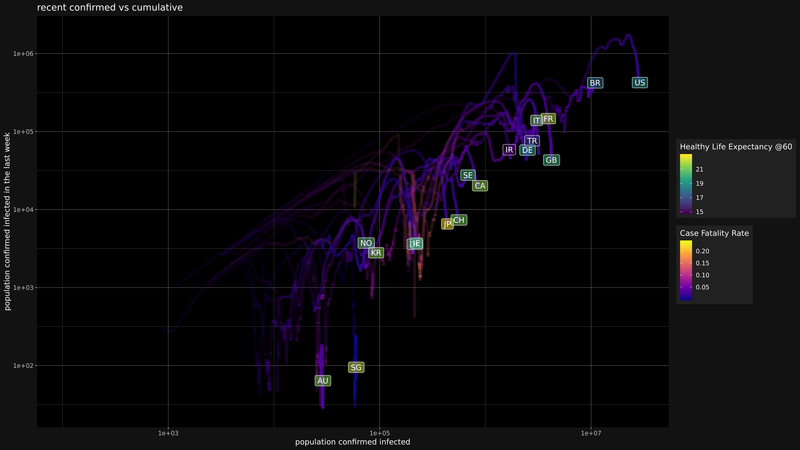 recent confirmed vs cumulative
1e+06
1e+05
1e+04
1e+03
1e+02
population confirmed infected in the last week
BR
US
IT
FR
TR
IR
DE
GB
SE
CA
CH
JP
NO
KR
IE
SG
AU
1e+03
1e+05
1e+07
population confirmed infected
Healthy Life Expectancy @60
21
19
17
15
Case Fatality Rate
0.20
0.15
0.10
0.05